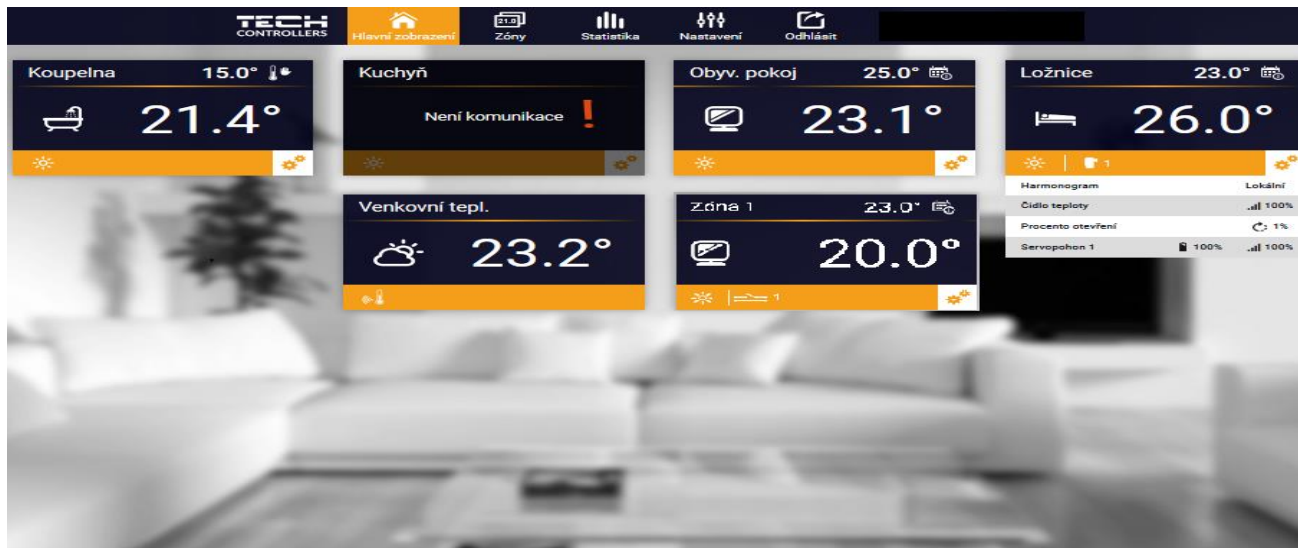 TECH
CONTROLLERS
Hlavní zobrazení
21.0
Zóny
Statistika
Nastavení
Odhlásit
Koupelna 15.0°
21.4°
Kuchyň
Není komunikace !
Obyv. pokoj 25.0°
23.1°
Ložnice 23.0°
26.0°
1
Harmonogram Lokální
Čidlo teploty 100%
Procento otevření 1%
Servopohon 1 100% 100%
Venkovní tepl.
23.2°
Zóna 1 23.0°
20.0°
1